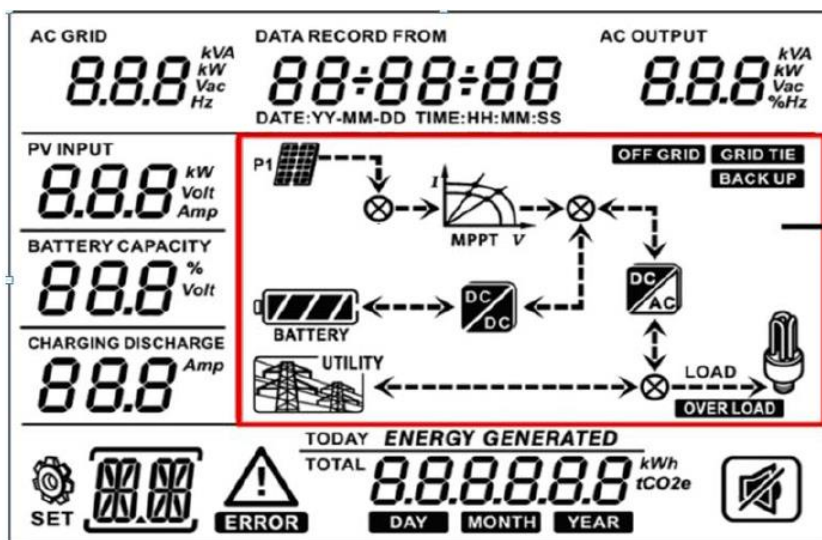 AC GRID
8.8.8 kVA kW Vac Hz
DATA RECORD FROM
88÷88÷88
DATE:YY-MM-DD TIME:HH:MM:SS
AC OUTPUT
8.8.8 kVA kW Vac %Hz
PV INPUT
8.8.8 kW Volt Amp
BATTERY CAPACITY
88.8 % Volt
CHARGING DISCHARGE
88.8 Amp
P1
OFF GRID GRID TIE
BACK UP
I
MPPT V
DC
AC
DC
DC
BATTERY
UTILITY
LOAD
OVER LOAD
SET
8.8
!
ERROR
TODAY ENERGY GENERATED
TOTAL 8.8.8.8.8.8 kWh tCO2e
DAY MONTH YEAR